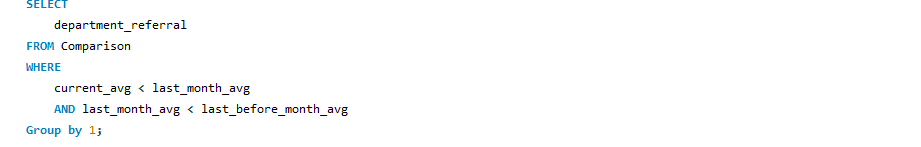 SELECT
department_referral
FROM Comparison
WHERE
current_avg < last_month_avg
AND last_month_avg < last_before_month_avg
Group by 1;